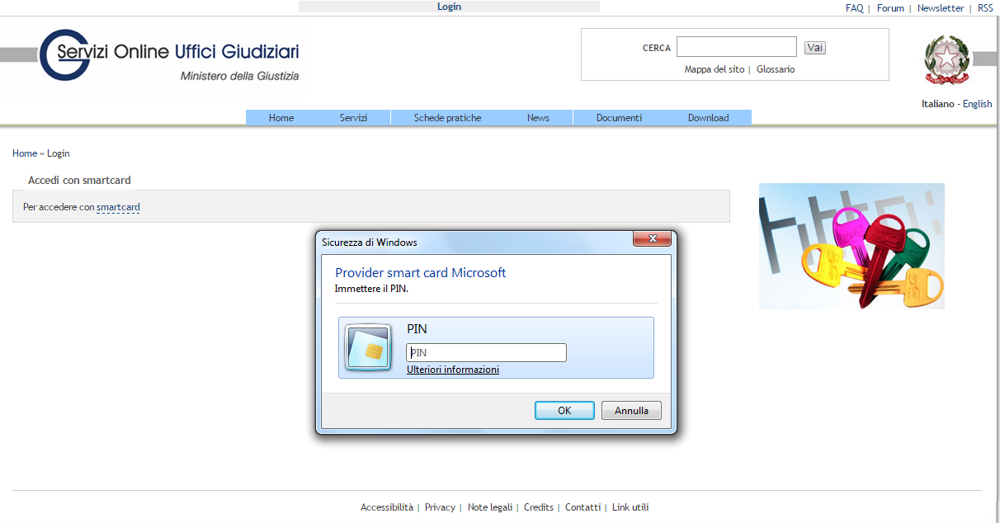 Login
FAQ | Forum | Newsletter | RSS
Servizi Online Uffici Giudiziari
Ministero della Giustizia
CERCA Vai
Mappa del sito | Glossario
Italiano - English
Home Servizi Schede pratiche News Documenti Download
Home » Login
Accedi con smartcard
Per accedere con smartcard
Sicurezza di Windows
Provider smart card Microsoft
Immettere il PIN.
PIN
PIN
Ulteriori informazioni
OK Annulla
Accessibilità | Privacy | Note legali | Credits | Contatti | Link utili